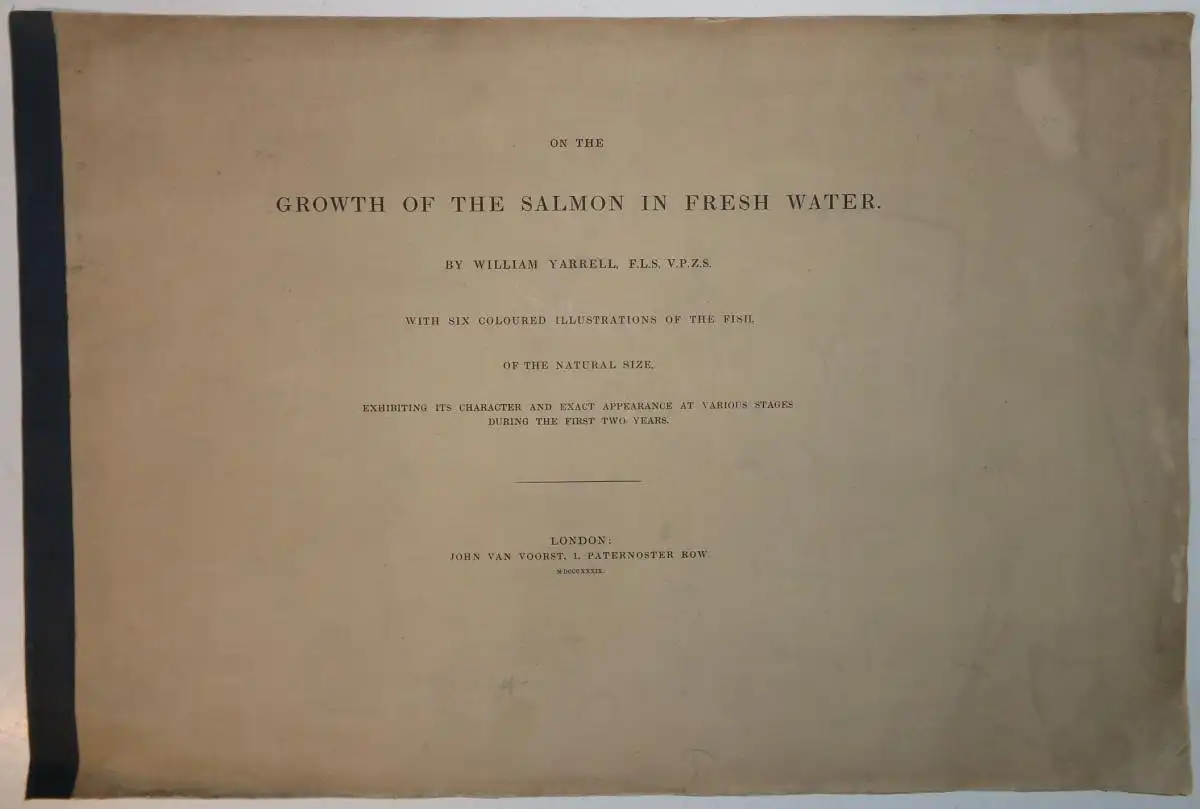 ON THE
GROWTH OF THE SALMON IN FRESH WATER.
BY WILLIAM YARRELL, F.L.S. V.P.Z.S.
WITH SIX COLOURED ILLUSTRATIONS OF THE FISH,
OF THE NATURAL SIZE,
EXHIBITING ITS CHARACTER AND EXACT APPEARANCE AT VARIOUS STAGES
DURING THE FIRST TWO YEARS.
LONDON:
JOHN VAN VOORST, 1, PATERNOSTER ROW.
MDCCCXXXIX.